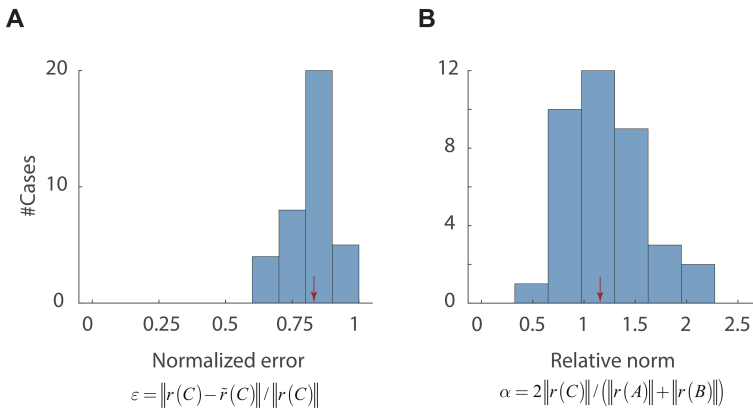 A
B
20
10
0
#Cases
0 0.25 0.5 0.75 1
Normalized error
ε = ‖r(C) − r̃(C)‖ / ‖r(C)‖
12
8
4
0
0 0.5 1 1.5 2 2.5
Relative norm
α = 2‖r(C)‖ / (‖r(A)‖ + ‖r(B)‖)